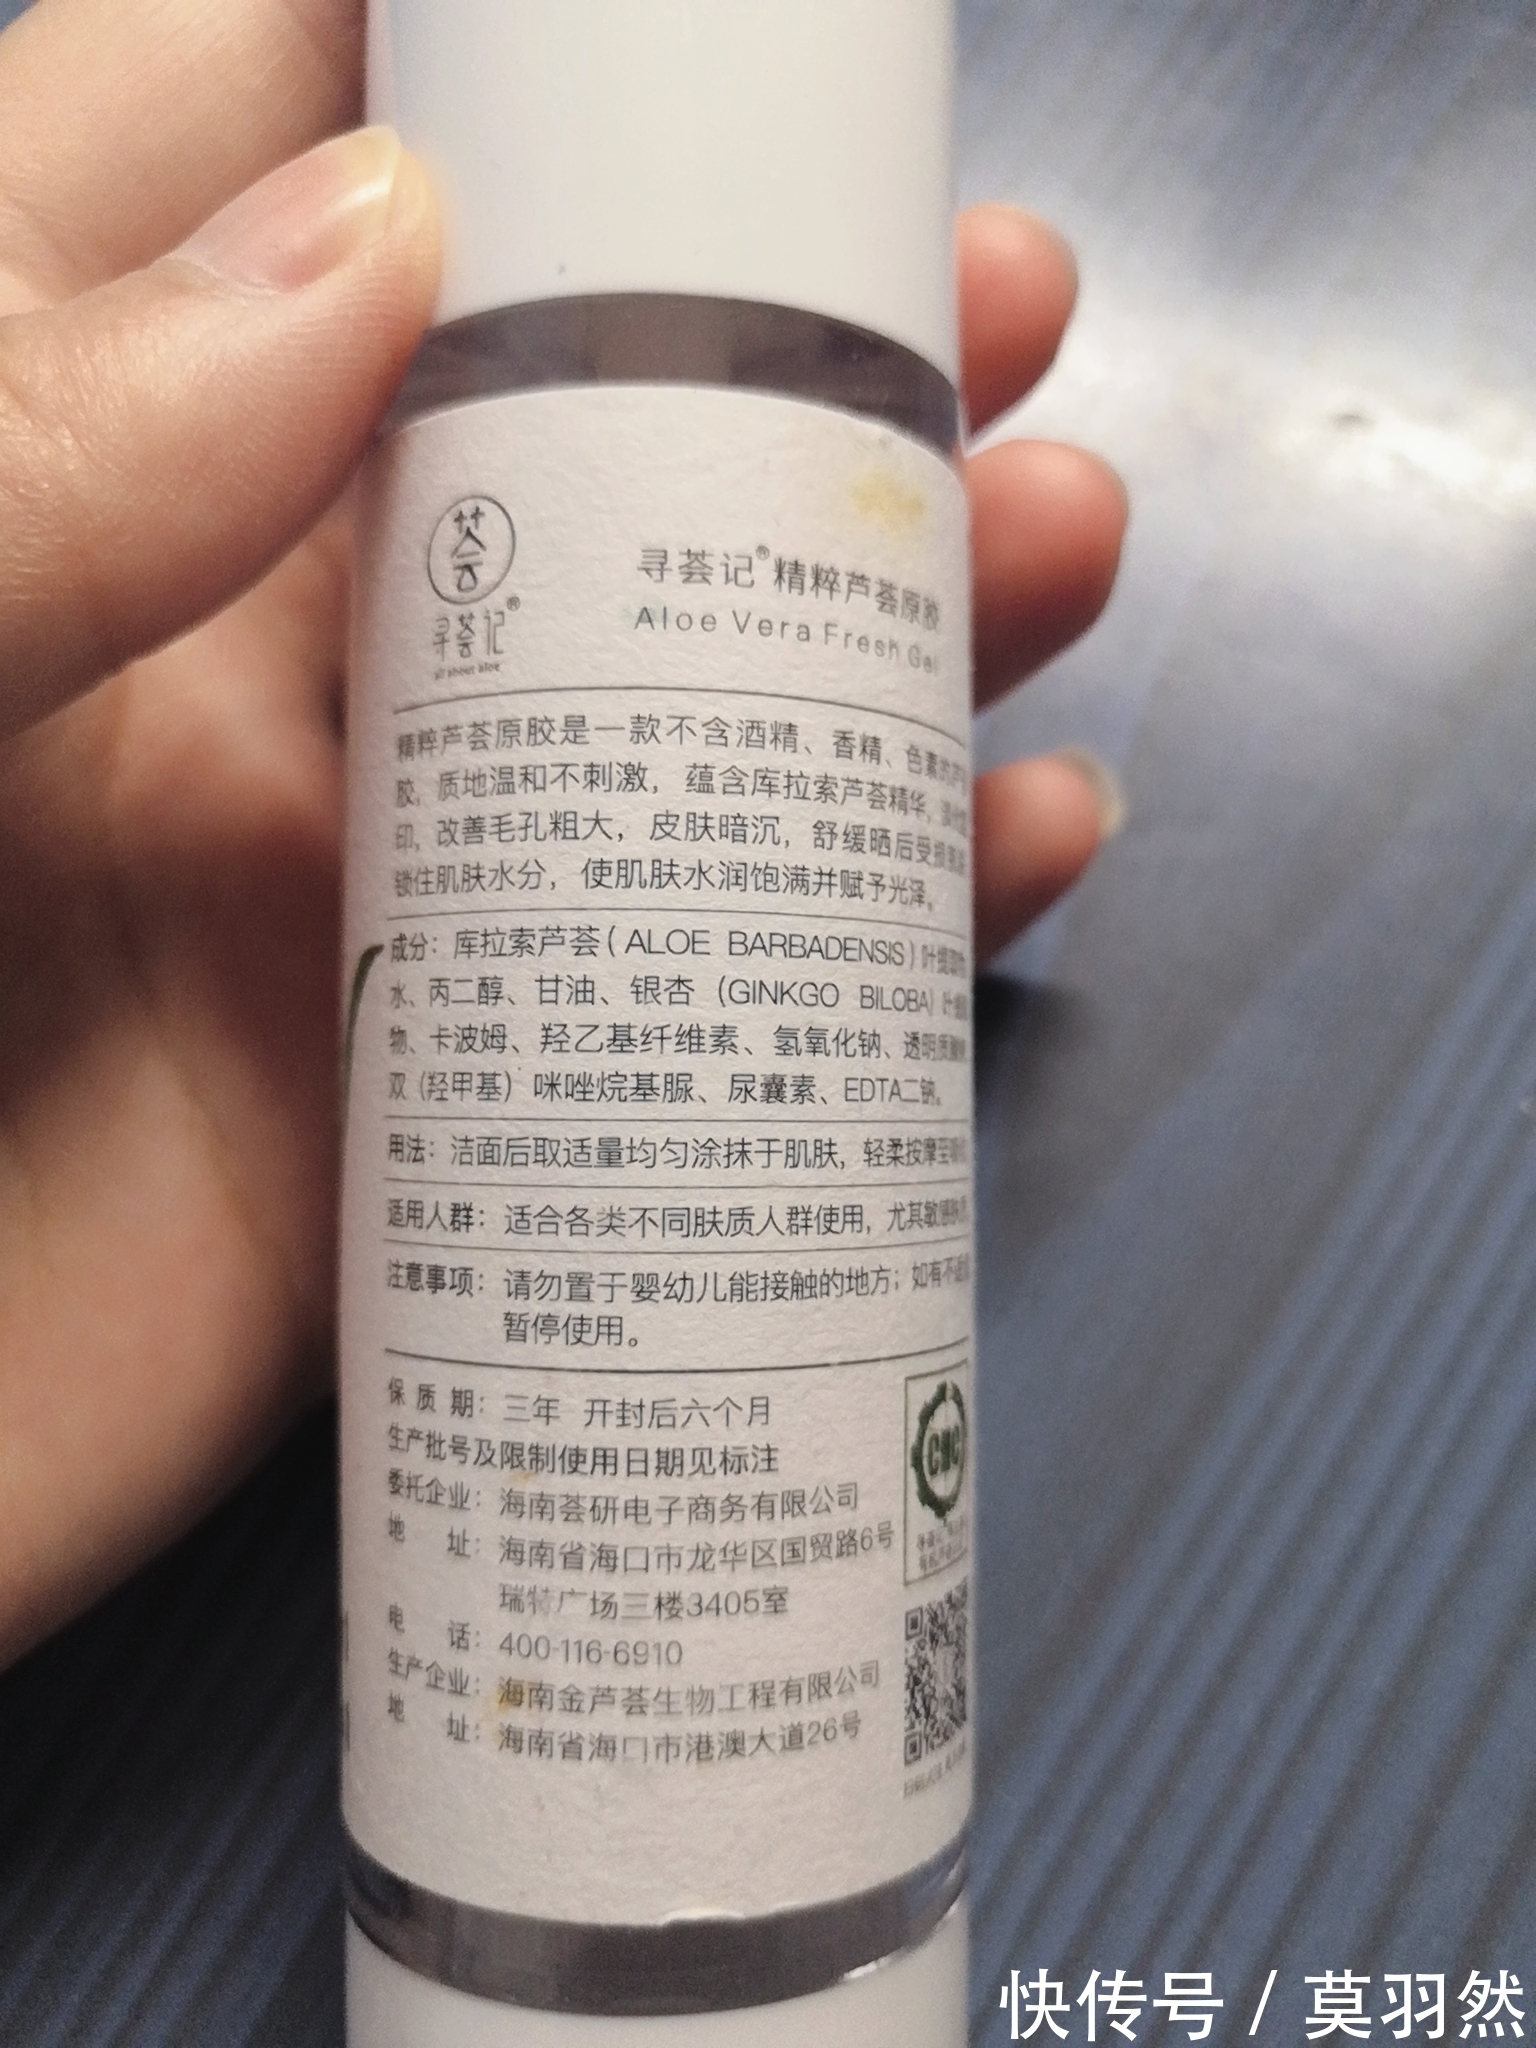 荟
寻荟记®
all about aloe
寻荟记®精粹芦荟原胶
Aloe Vera Fresh Gel
精粹芦荟原胶是一款不含酒精、香精、色素的芦
胶,质地温和不刺激,蕴含库拉索芦荟精华,
印,改善毛孔粗大,皮肤暗沉,舒缓晒后受损
锁住肌肤水分,使肌肤水润饱满并赋予光泽。
成分:库拉索芦荟(ALOE BARBADENSIS)叶
水、丙二醇、甘油、银杏(GINKGO BILOBA)叶
物、卡波姆、羟乙基纤维素、氢氧化钠、透明质酸
双(羟甲基)咪唑烷基脲、尿囊素、EDTA二钠。
用法:洁面后取适量均匀涂抹于肌肤,轻柔按摩至
适用人群:适合各类不同肤质人群使用,尤其敏感肤
注意事项:请勿置于婴幼儿能接触的地方;如有不适
暂停使用。
保质期:三年 开封后六个月
生产批号及限制使用日期见标注
委托企业:海南荟研电子商务有限公司
地址:海南省海口市龙华区国贸路6号
瑞特广场三楼3405室
电话:400-116-6910
生产企业:海南金芦荟生物工程有限公司
地址:海南省海口市港澳大道26号
CMC
快传号 / 莫羽然